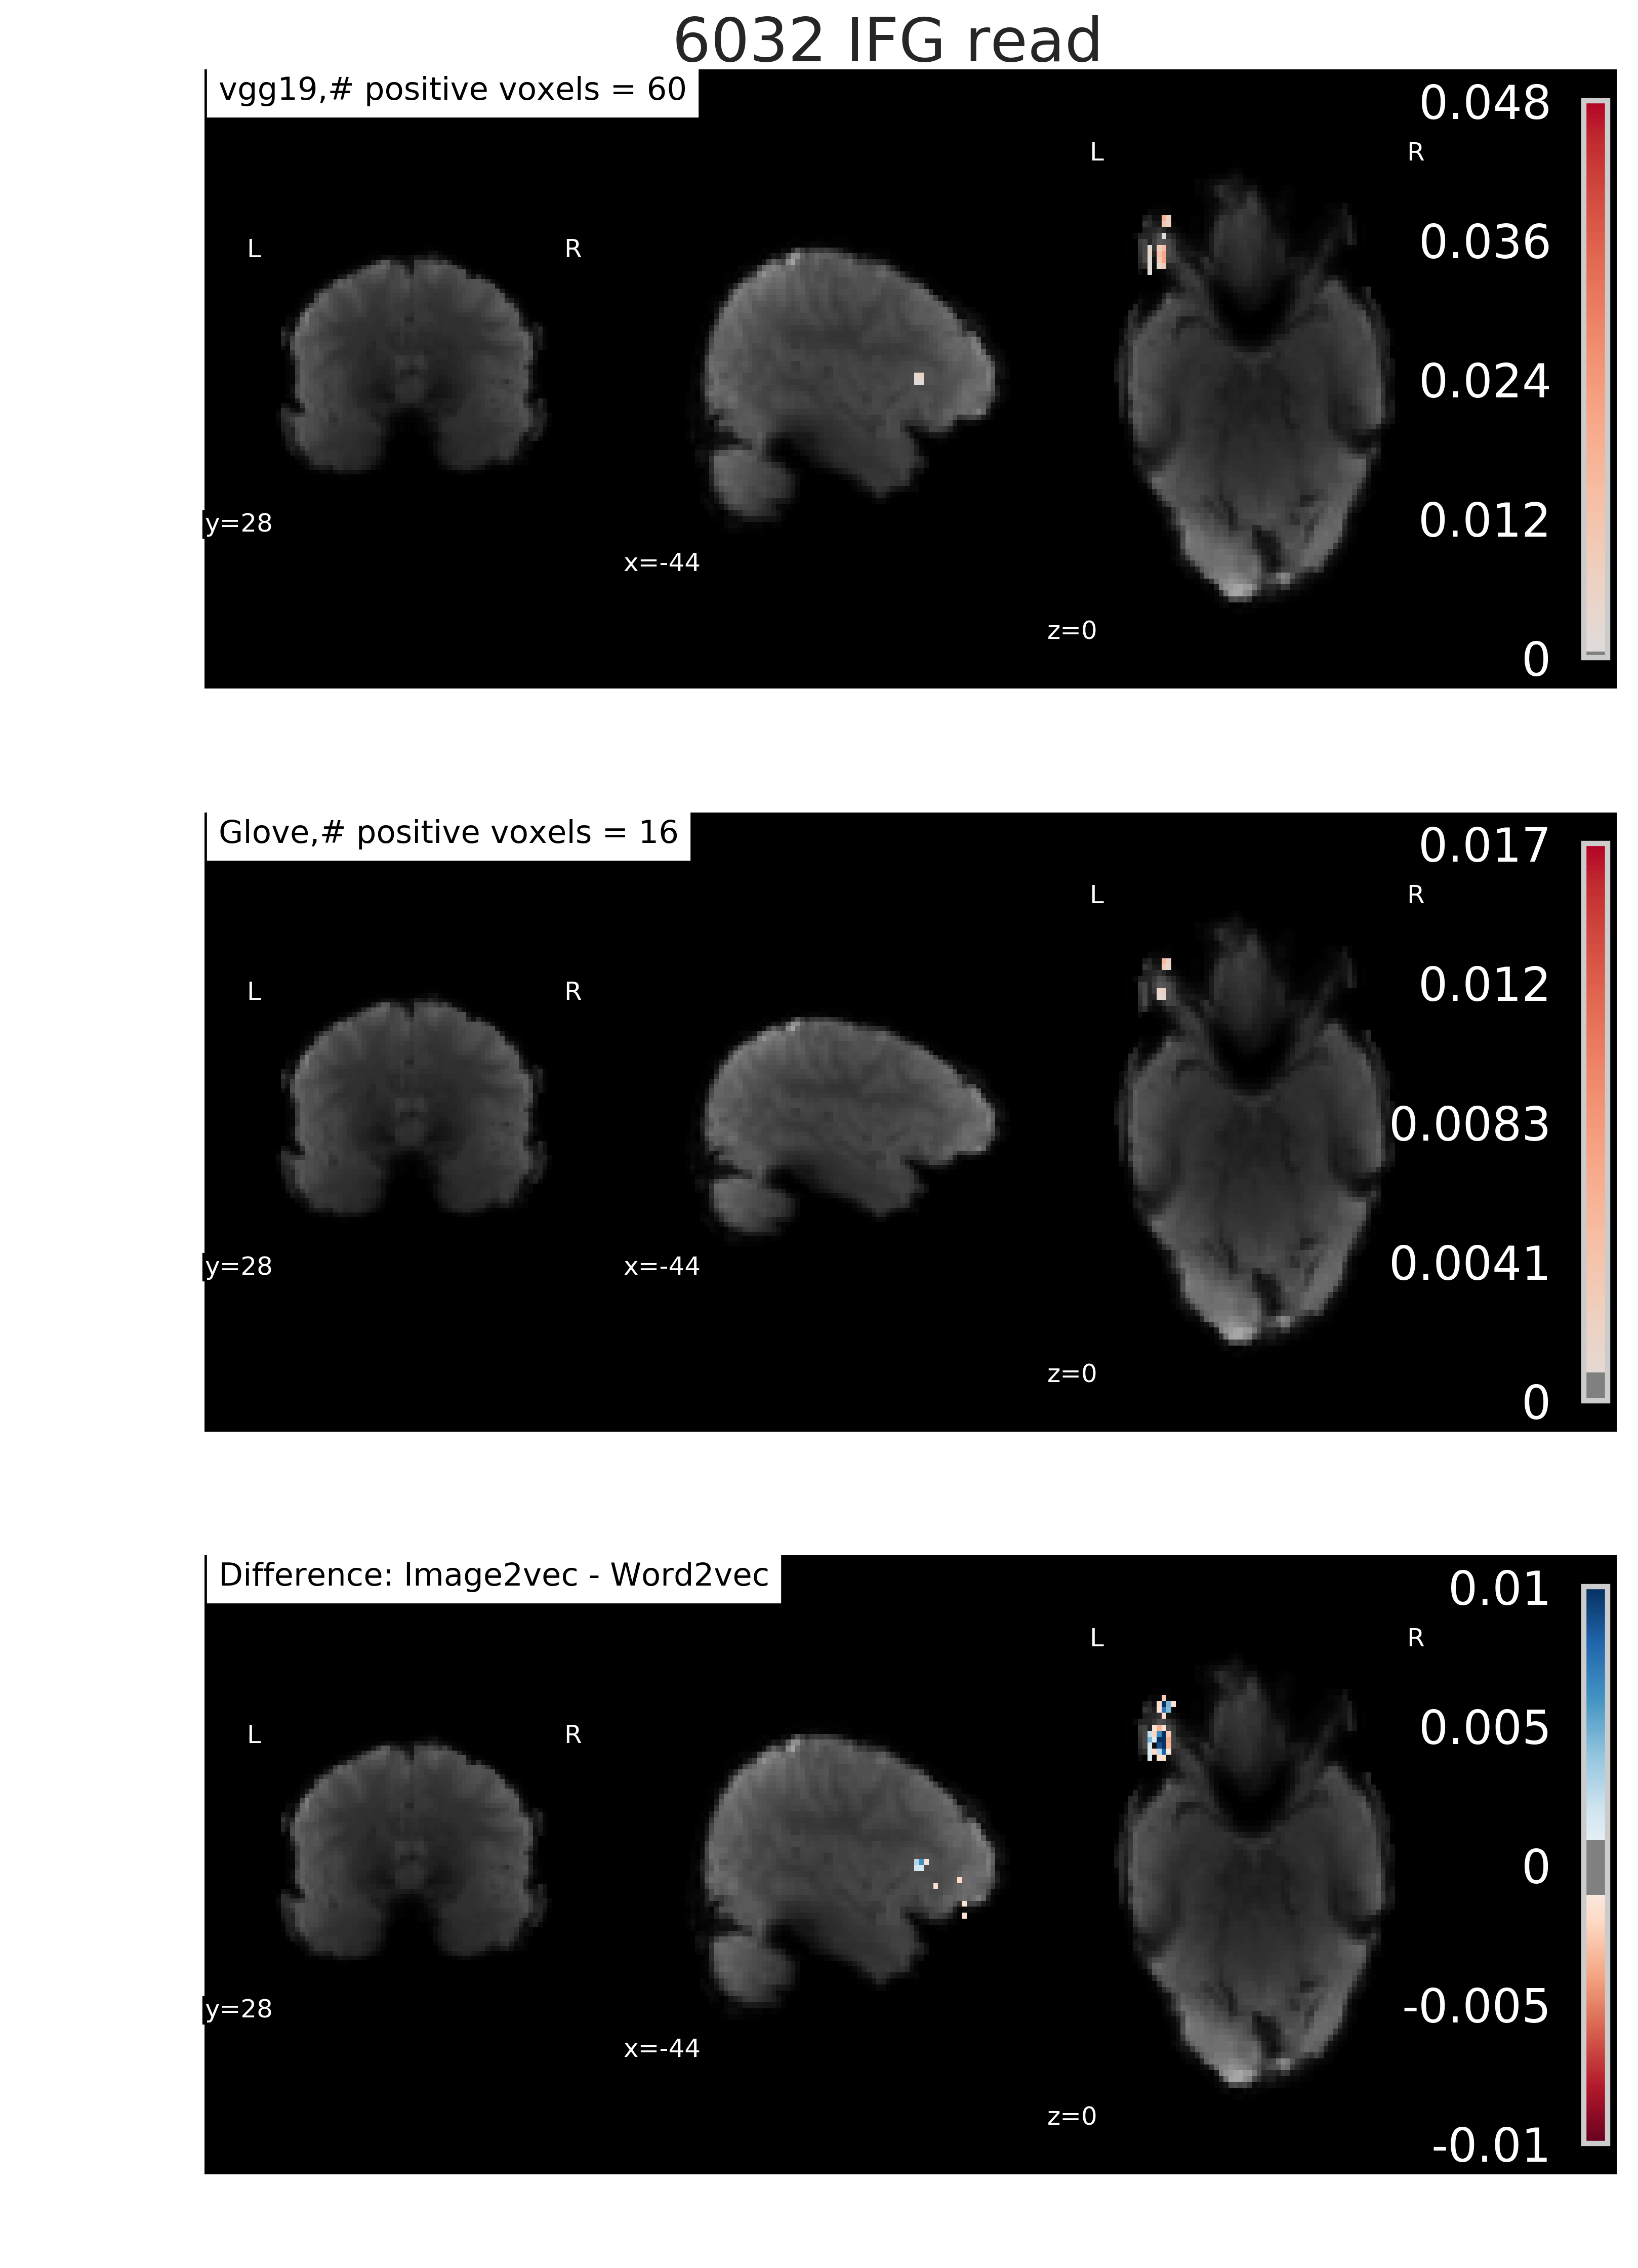 6032 IFG read
vgg19,# positive voxels = 60
L
R
L
R
y=28
x=-44
z=0
0.048
0.036
0.024
0.012
0
Glove,# positive voxels = 16
L
R
L
R
y=28
x=-44
z=0
0.017
0.012
0.0083
0.0041
0
Difference: Image2vec - Word2vec
L
R
L
R
y=28
x=-44
z=0
0.01
0.005
0
-0.005
-0.01